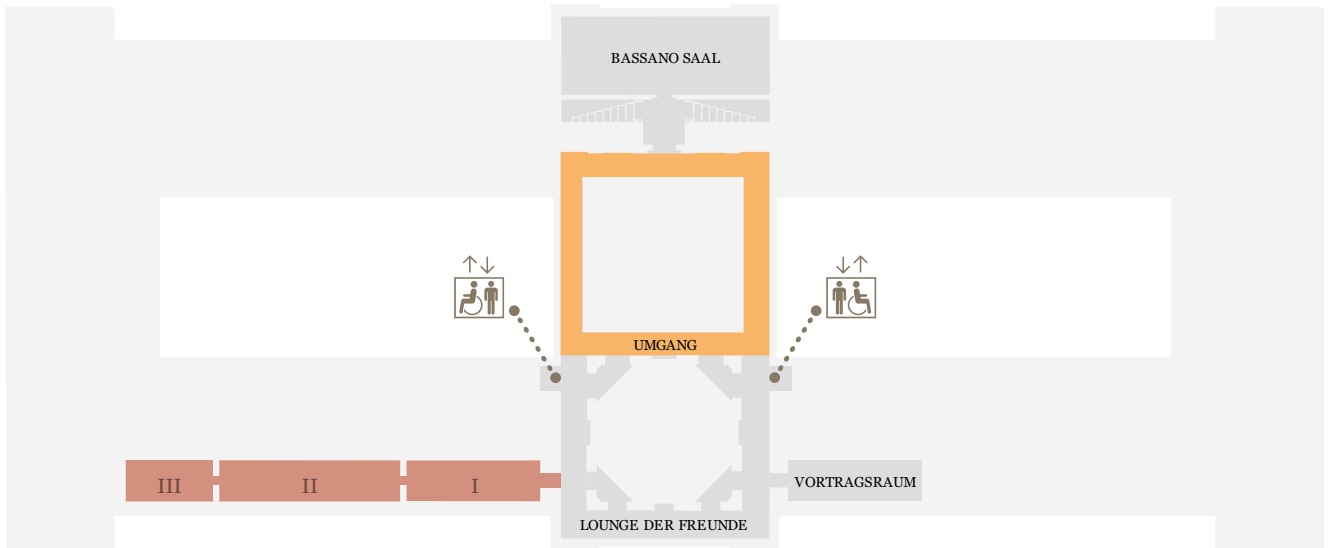 BASSANO SAAL
UMGANG
III
II
I
VORTRAGSRAUM
LOUNGE DER FREUNDE